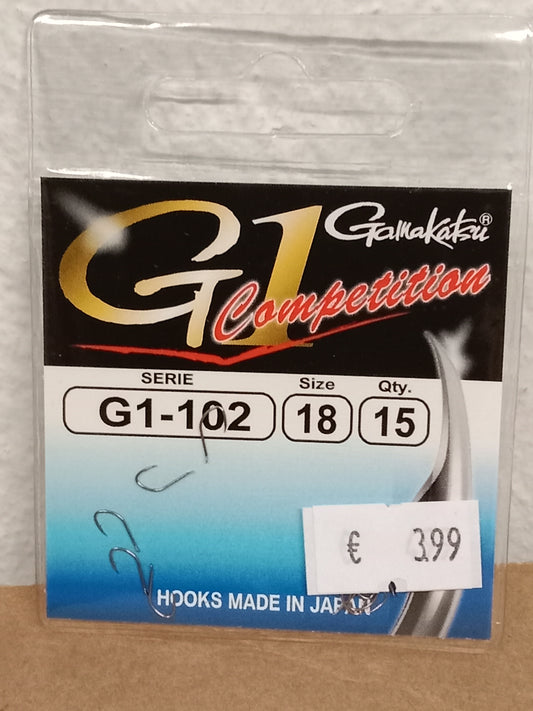 G1 Gamakatsu®
Competition
SERIE Size Qty.
G1-102 18 15
€ 3.99
HOOKS MADE IN JAPAN